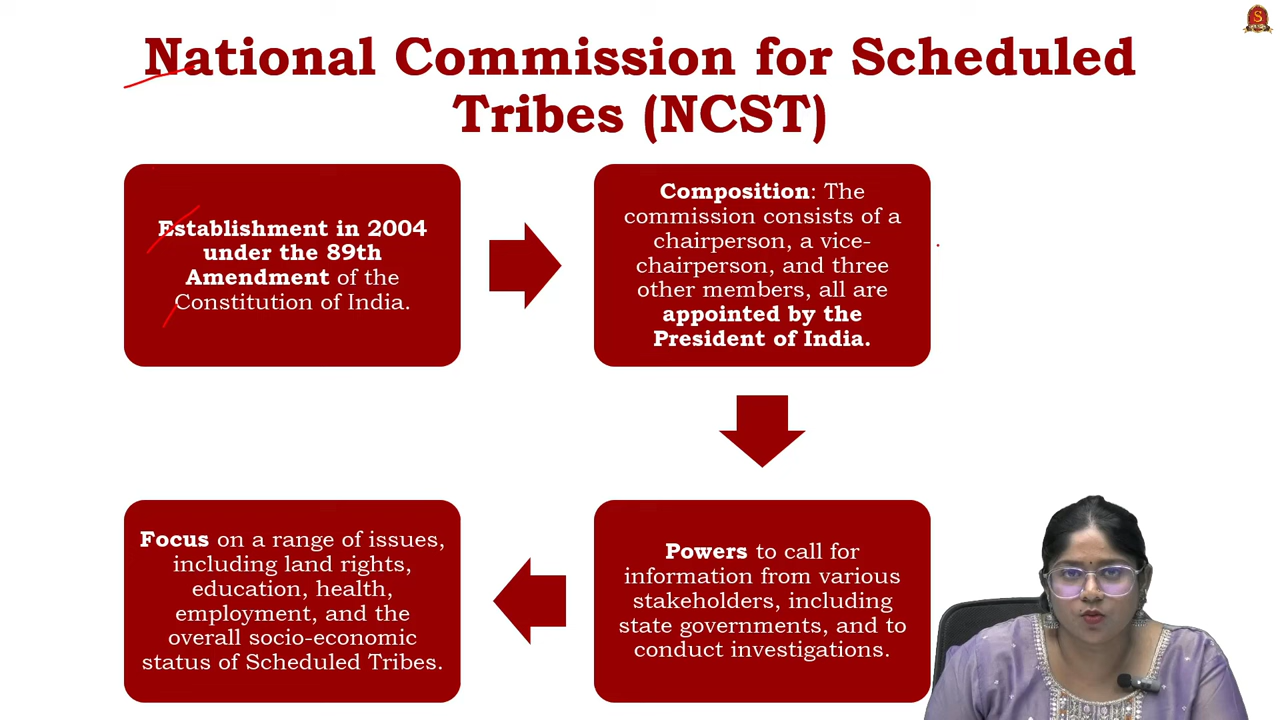 National Commission for Scheduled
Tribes (NCST)
Establishment in 2004
under the 89th
Amendment of the
Constitution of India.
Composition: The
commission consists of a
chairperson, a vice-
chairperson, and three
other members, all are
appointed by the
President of India.
Powers to call for
information from various
stakeholders, including
state governments, and to
conduct investigations.
Focus on a range of issues,
including land rights,
education, health,
employment, and the
overall socio-economic
status of Scheduled Tribes.